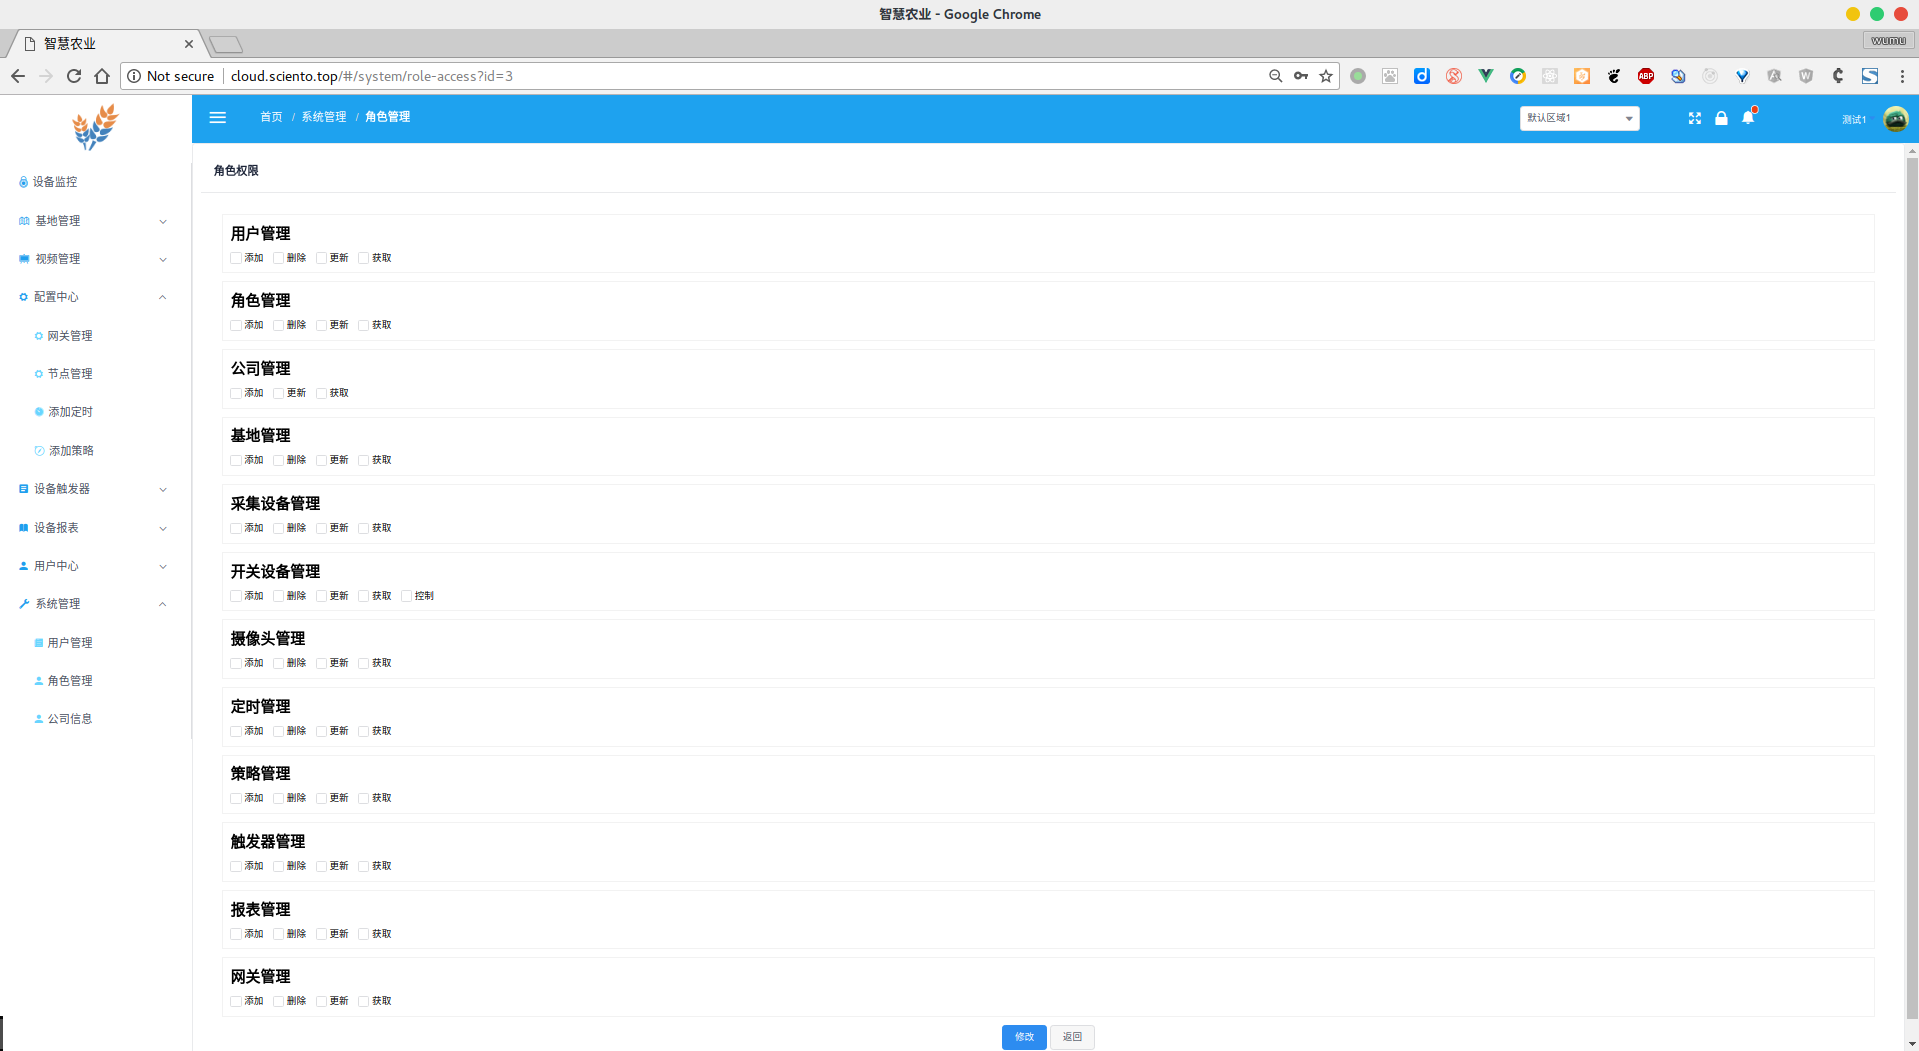 智慧农业 - Google Chrome
智慧农业
wumu
Not secure
cloud.sciento.top/#/system/role-access?id=3
首页 / 系统管理 / 角色管理
默认区域1
测试1
设备监控
基地管理
视频管理
配置中心
网关管理
节点管理
添加定时
添加策略
设备触发器
设备报表
用户中心
系统管理
用户管理
角色管理
公司信息
角色权限
用户管理
添加 删除 更新 获取
角色管理
添加 删除 更新 获取
公司管理
添加 更新 获取
基地管理
添加 删除 更新 获取
采集设备管理
添加 删除 更新 获取
开关设备管理
添加 删除 更新 获取 控制
摄像头管理
添加 删除 更新 获取
定时管理
添加 删除 更新 获取
策略管理
添加 删除 更新 获取
触发器管理
添加 删除 更新 获取
报表管理
添加 删除 更新 获取
网关管理
添加 删除 更新 获取
修改 返回
ABP